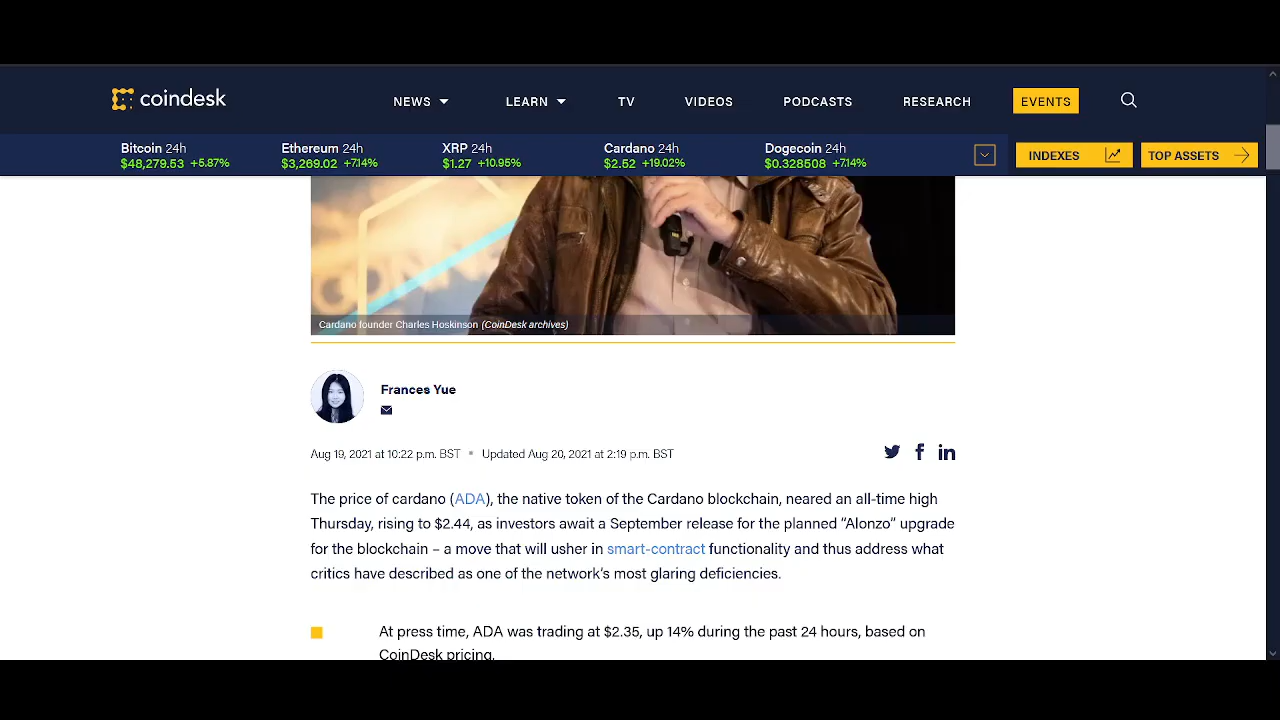 coindesk
NEWS LEARN TV VIDEOS PODCASTS RESEARCH EVENTS
Bitcoin 24h Ethereum 24h XRP 24h Cardano 24h Dogecoin 24h
$48,279.53 +5.87% $3,269.02 +7.14% $1.27 +10.95% $2.52 +19.02% $0.328508 +7.14%
INDEXES TOP ASSETS
Cardano founder Charles Hoskinson (CoinDesk archives)
Frances Yue
Aug 19, 2021 at 10:22 p.m. BST • Updated Aug 20, 2021 at 2:19 p.m. BST
The price of cardano (ADA), the native token of the Cardano blockchain, neared an all-time high
Thursday, rising to $2.44, as investors await a September release for the planned “Alonzo” upgrade
for the blockchain – a move that will usher in smart-contract functionality and thus address what
critics have described as one of the network’s most glaring deficiencies.
At press time, ADA was trading at $2.35, up 14% during the past 24 hours, based on
CoinDesk pricing.